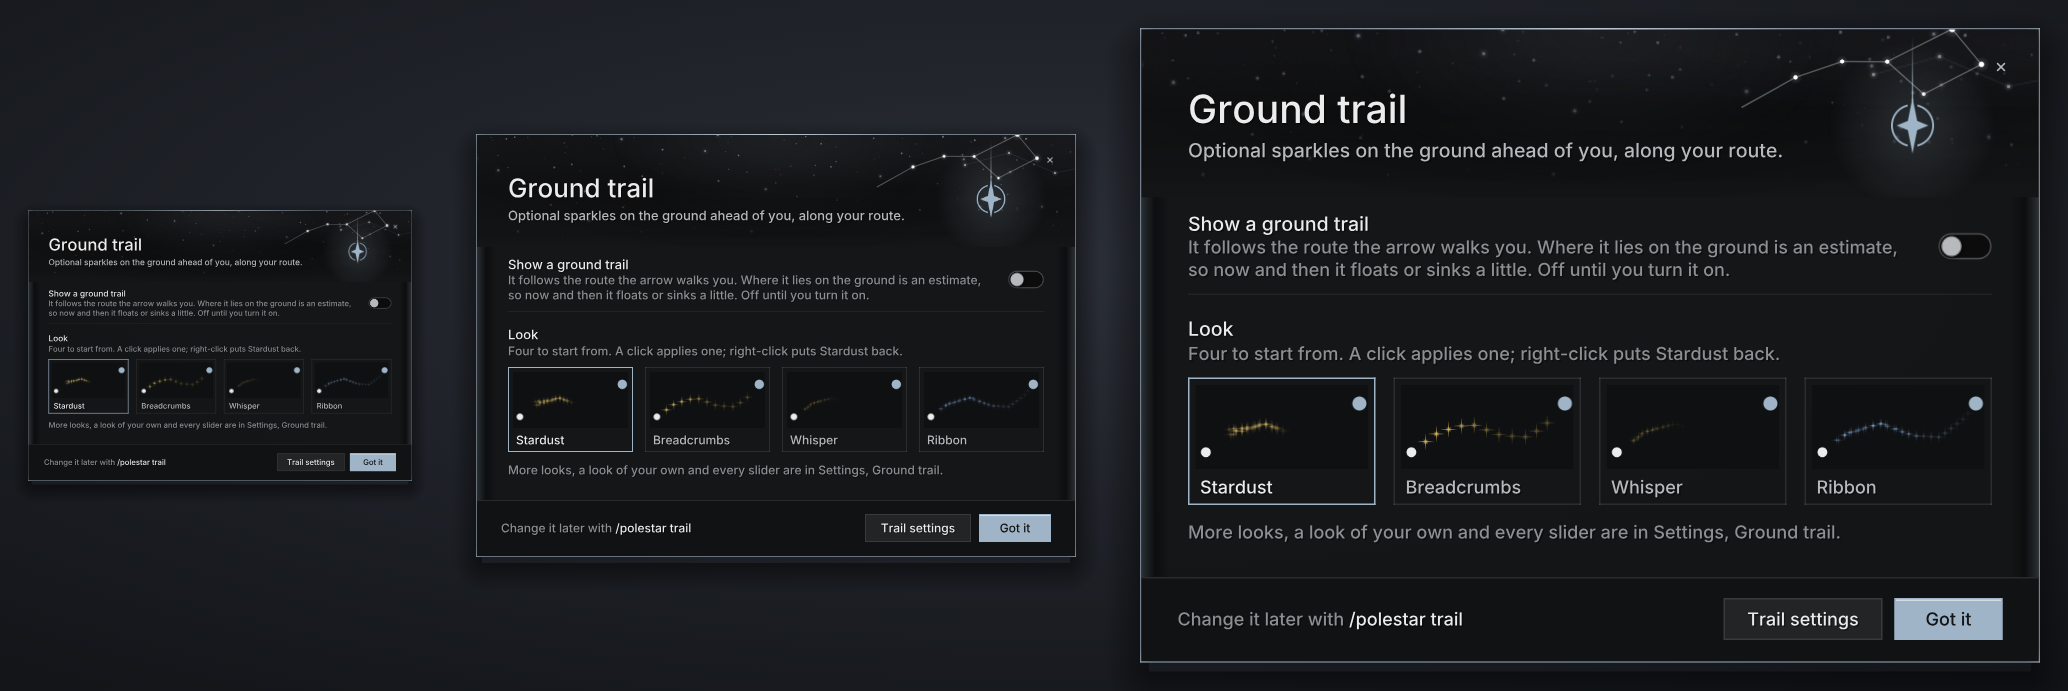 Ground trail
Optional sparkles on the ground ahead of you, along your route.
Show a ground trail
It follows the route the arrow walks you. Where it lies on the ground is an estimate,
so now and then it floats or sinks a little. Off until you turn it on.
Look
Four to start from. A click applies one; right-click puts Stardust back.
Stardust
Breadcrumbs
Whisper
Ribbon
More looks, a look of your own and every slider are in Settings, Ground trail.
Change it later with /polestar trail
Trail settings
Got it
Ground trail
Optional sparkles on the ground ahead of you, along your route.
Show a ground trail
It follows the route the arrow walks you. Where it lies on the ground is an estimate,
so now and then it floats or sinks a little. Off until you turn it on.
Look
Four to start from. A click applies one; right-click puts Stardust back.
Stardust
Breadcrumbs
Whisper
Ribbon
More looks, a look of your own and every slider are in Settings, Ground trail.
Change it later with /polestar trail
Trail settings
Got it
Ground trail
Optional sparkles on the ground ahead of you, along your route.
Show a ground trail
It follows the route the arrow walks you. Where it lies on the ground is an estimate,
so now and then it floats or sinks a little. Off until you turn it on.
Look
Four to start from. A click applies one; right-click puts Stardust back.
Stardust
Breadcrumbs
Whisper
Ribbon
More looks, a look of your own and every slider are in Settings, Ground trail.
Change it later with /polestar trail
Trail settings
Got it